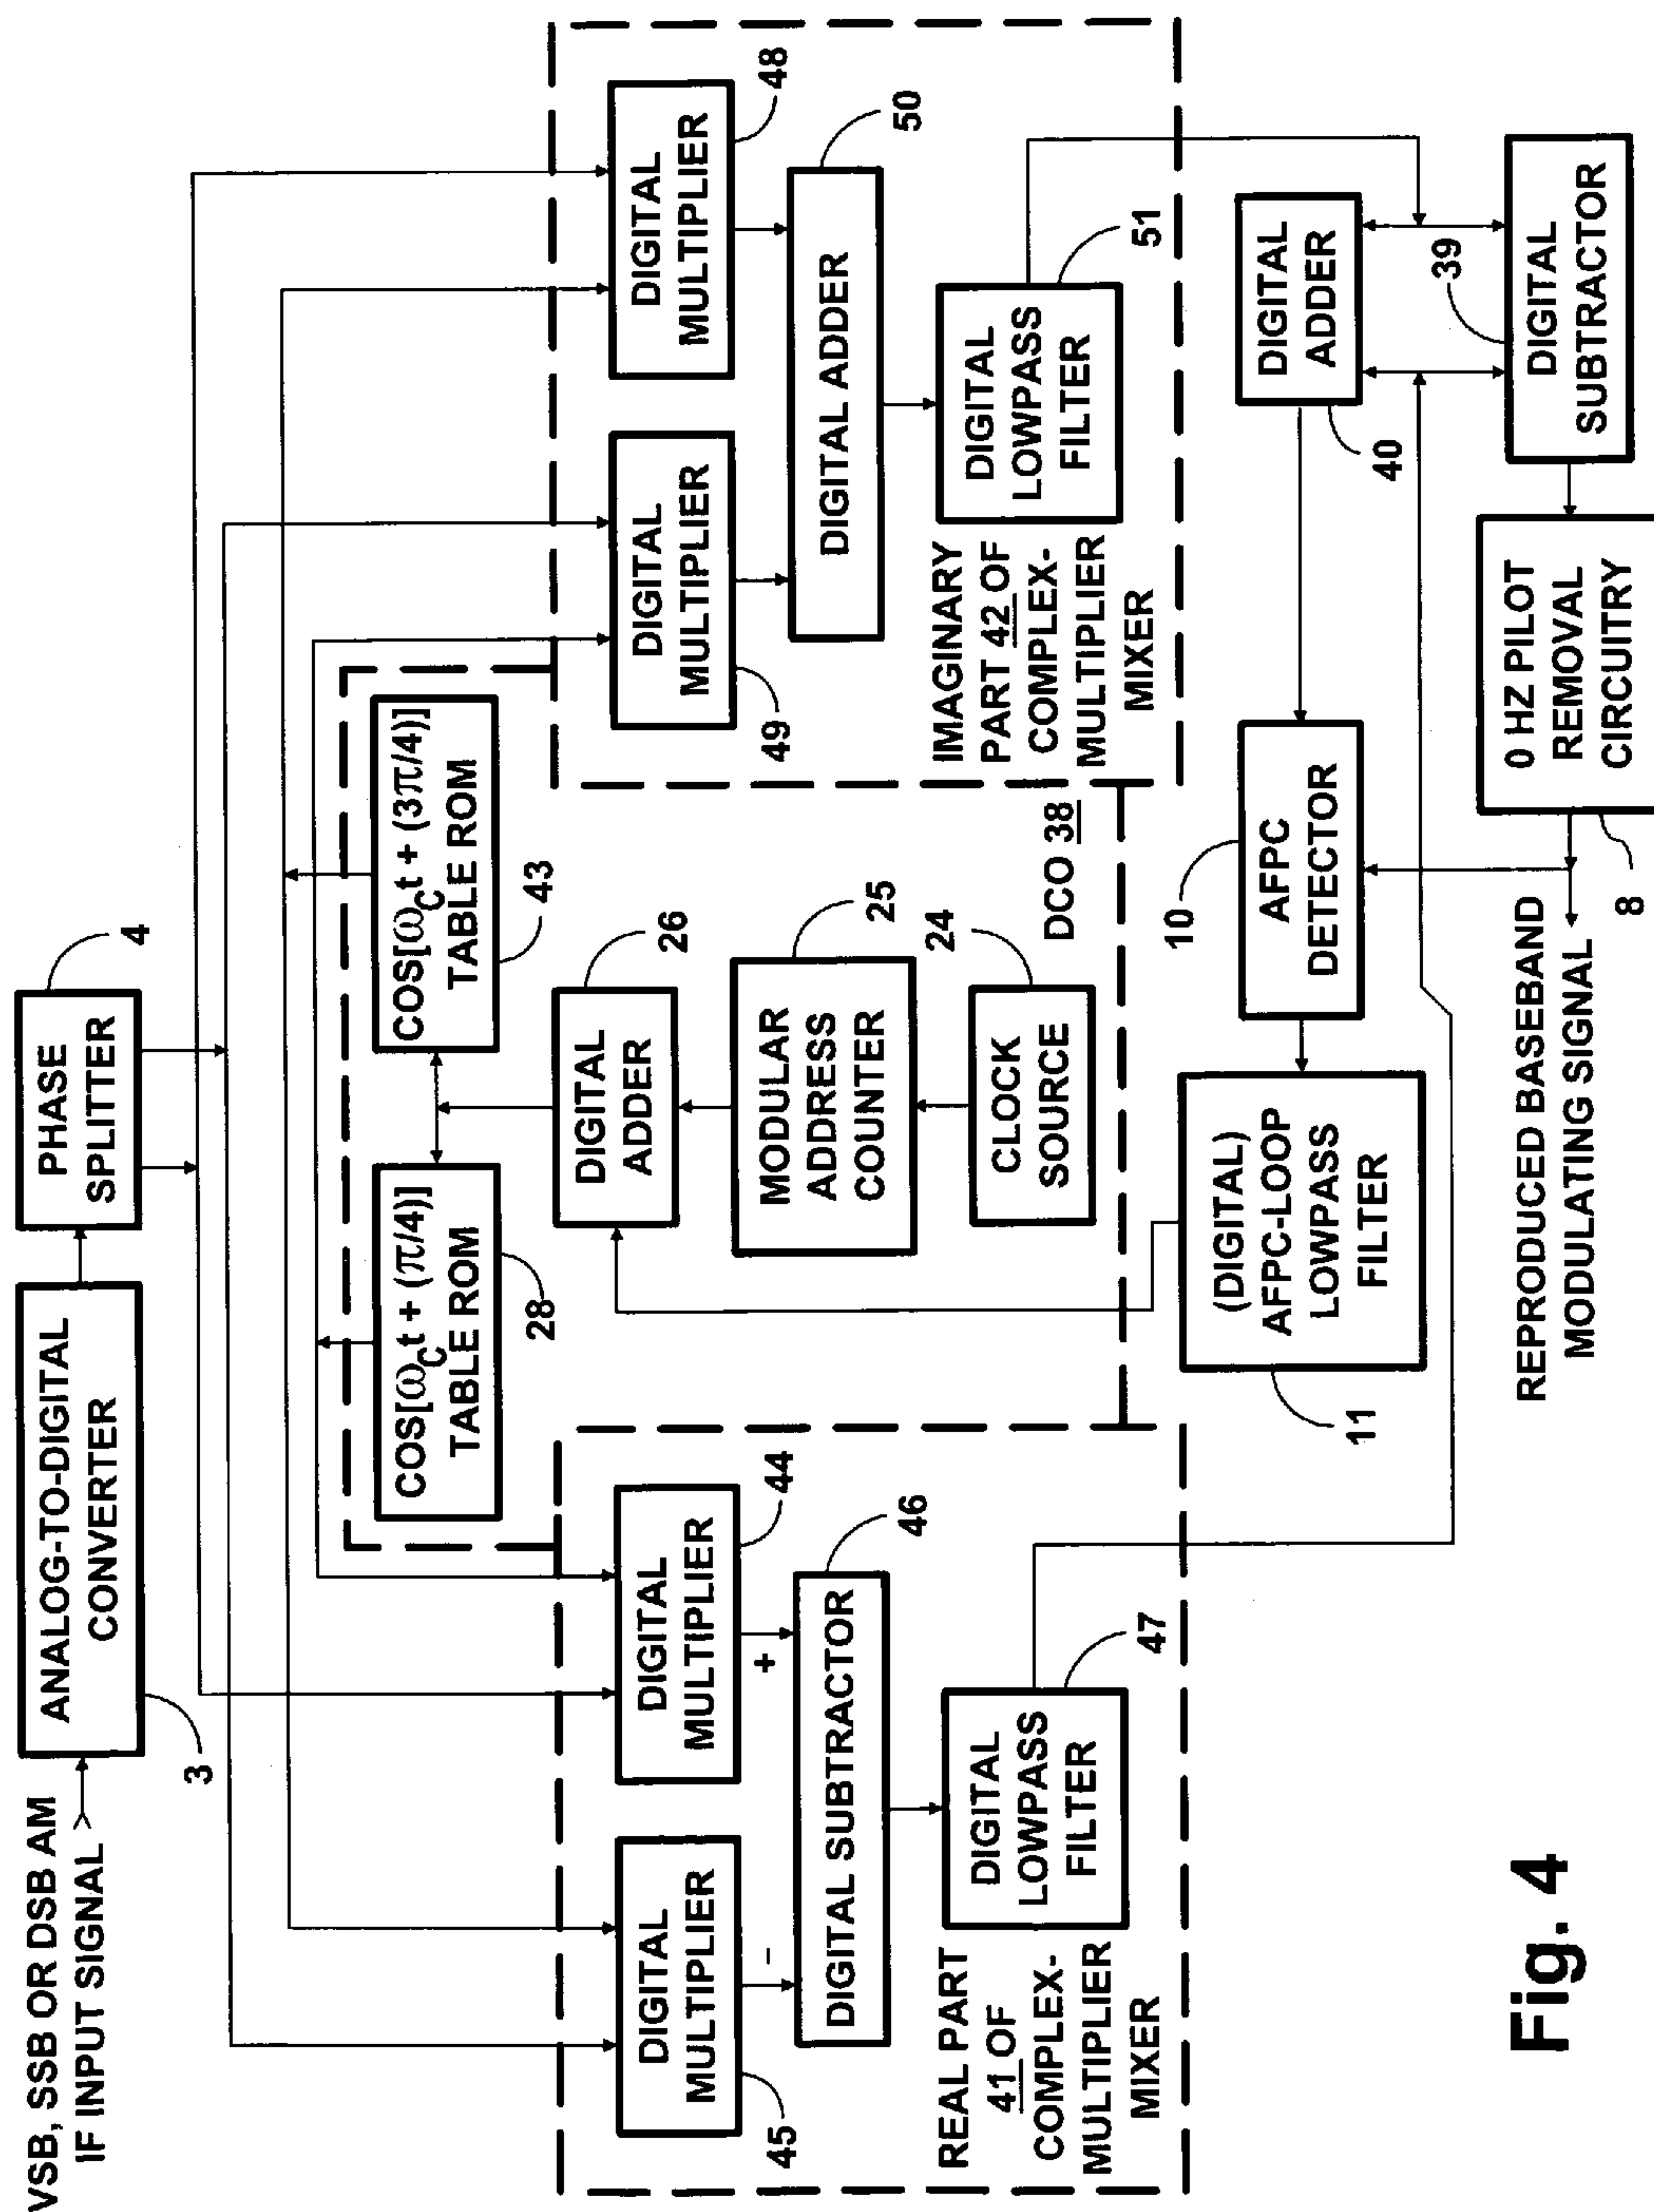 VSB, SSB OR DSB AM
IF INPUT SIGNAL
ANALOG-TO-DIGITAL
CONVERTER
3
PHASE
SPLITTER
4
COS[ωCt + (π/4)]
TABLE ROM
28
COS[ωCt + (3π/4)]
TABLE ROM
43
DIGITAL
ADDER
26
MODULAR
ADDRESS
COUNTER
25
CLOCK
SOURCE
24
DCO 38
DIGITAL
MULTIPLIER
45
DIGITAL
MULTIPLIER
44
-
+
DIGITAL SUBTRACTOR
46
DIGITAL
LOWPASS
FILTER
47
REAL PART
41 OF
COMPLEX-
MULTIPLIER
MIXER
DIGITAL
MULTIPLIER
49
DIGITAL
MULTIPLIER
48
DIGITAL ADDER
50
DIGITAL
LOWPASS
FILTER
51
IMAGINARY
PART 42 OF
COMPLEX-
MULTIPLIER
MIXER
(DIGITAL)
AFPC-LOOP
LOWPASS
FILTER
11
AFPC
DETECTOR
10
DIGITAL
ADDER
40
39
DIGITAL
SUBTRACTOR
0 HZ PILOT
REMOVAL
CIRCUITRY
8
REPRODUCED BASEBAND
MODULATING SIGNAL
Fig. 4